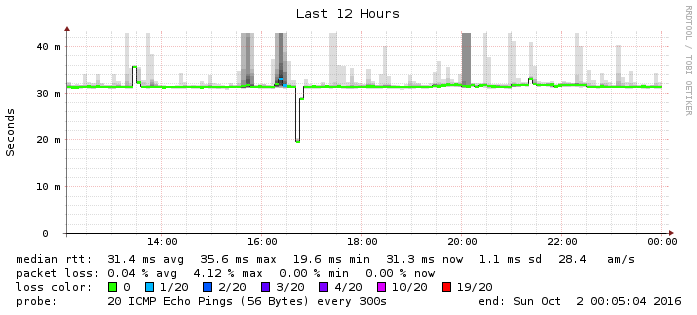 Last 12 Hours
RRDTOOL / TOBI OETIKER
Seconds
40 m
30 m
20 m
10 m
0
14:00 16:00 18:00 20:00 22:00 00:00
median rtt: 31.4 ms avg 35.6 ms max 19.6 ms min 31.3 ms now 1.1 ms sd 28.4 am/s
packet loss: 0.04 % avg 4.12 % max 0.00 % min 0.00 % now
loss color: 0 1/20 2/20 3/20 4/20 10/20 19/20
probe: 20 ICMP Echo Pings (56 Bytes) every 300s end: Sun Oct 2 00:05:04 2016